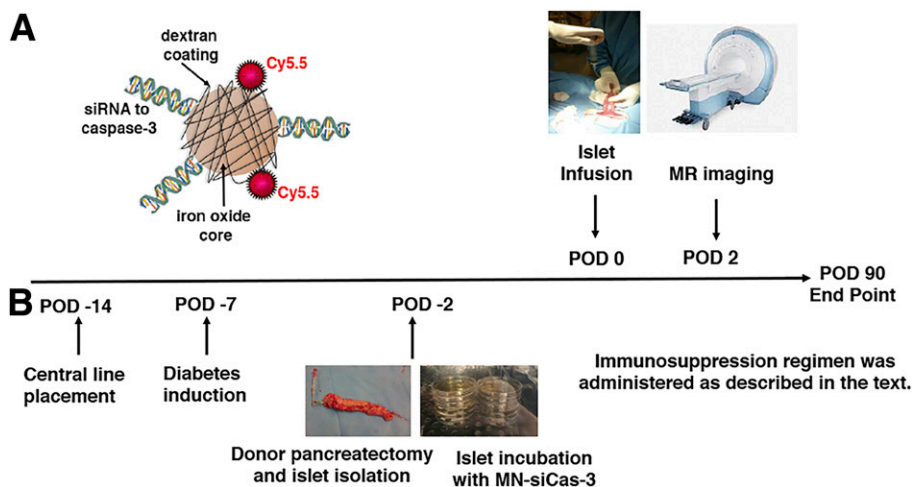 A
dextran
coating
Cy5.5
siRNA to
caspase-3
Cy5.5
iron oxide
core
Islet
Infusion
MR imaging
POD 0
POD 2
POD 90
End Point
B
POD -14
POD -7
POD -2
Central line
placement
Diabetes
induction
Immunosuppression regimen was
administered as described in the text.
Donor pancreatectomy
and islet isolation
Islet incubation
with MN-siCas-3